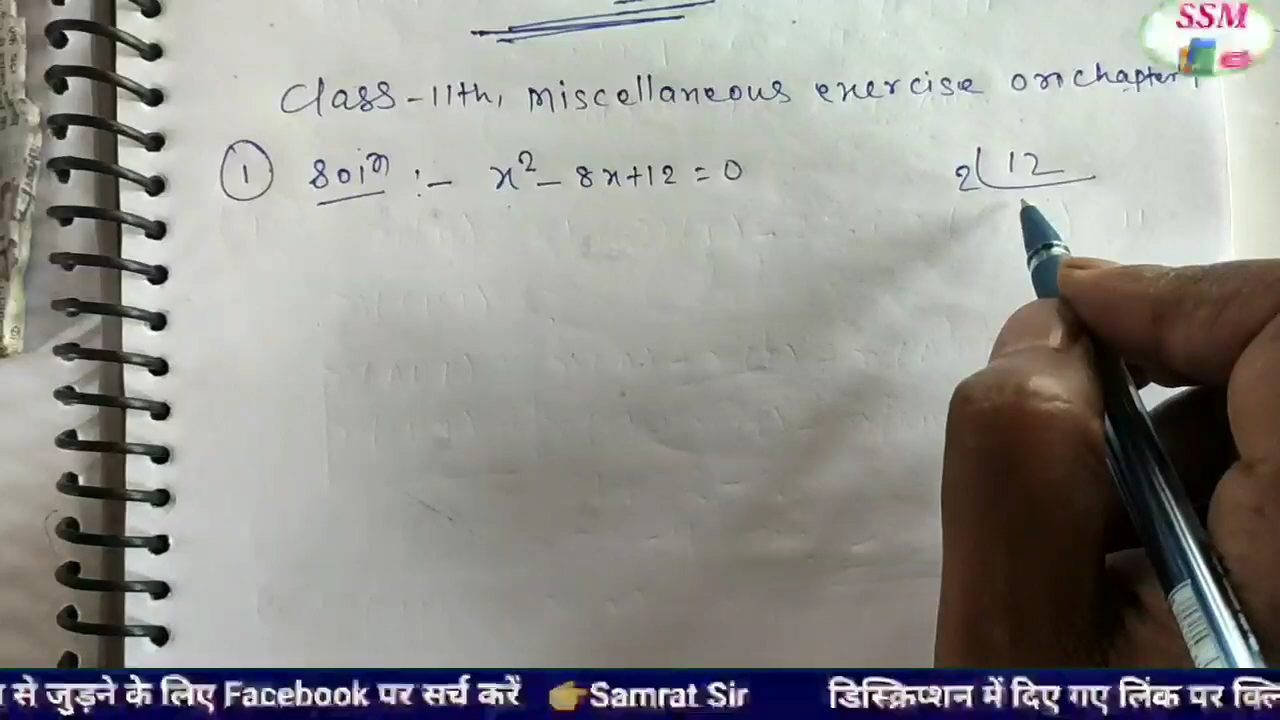 SSM
Class-11th, miscellaneous exercise on chapter 1
① Solⁿ :- x² - 8x+12 = 0
2 12
से जुड़ने के लिए Facebook पर सर्च करें 👉Samrat Sir डिस्क्रिप्शन में दिए गए लिंक पर